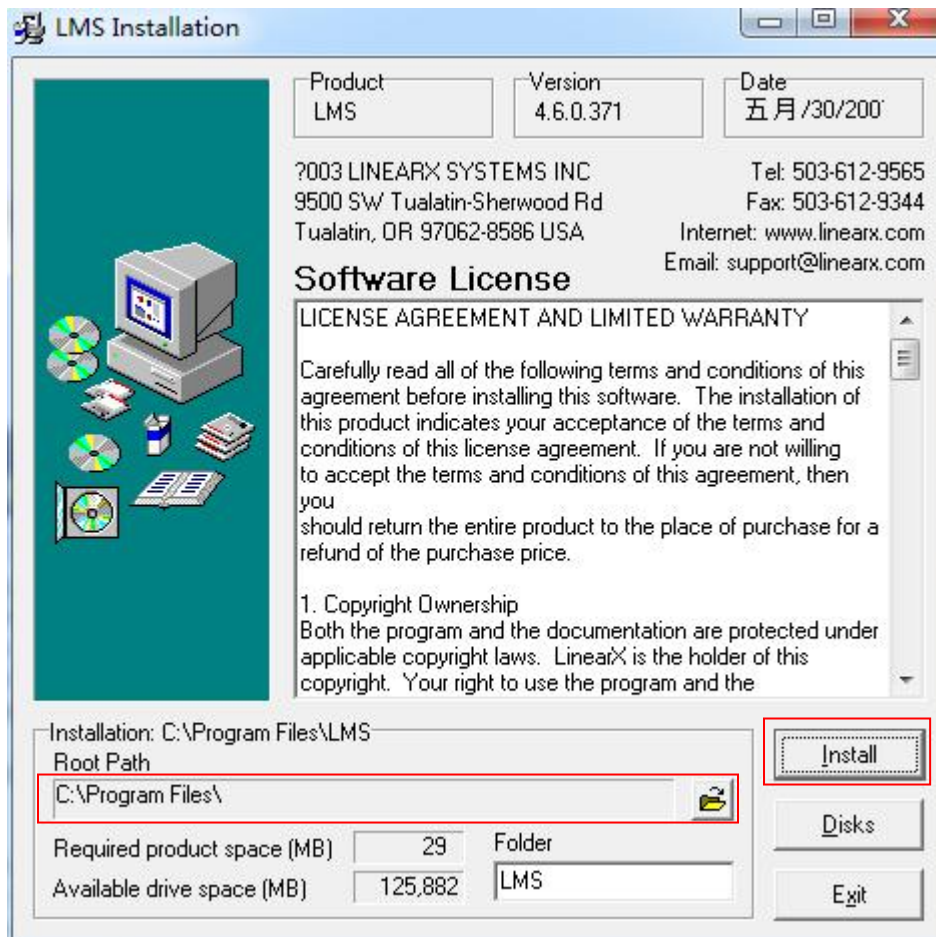 LMS Installation
Product
LMS
Version
4.6.0.371
Date
五月/30/200
?003 LINEARX SYSTEMS INC
9500 SW Tualatin-Sherwood Rd
Tualatin, OR 97062-8586 USA
Tel: 503-612-9565
Fax: 503-612-9344
Internet: www.linearx.com
Email: support@linearx.com
Software License
LICENSE AGREEMENT AND LIMITED WARRANTY
Carefully read all of the following terms and conditions of this
agreement before installing this software. The installation of
this product indicates your acceptance of the terms and
conditions of this license agreement. If you are not willing
to accept the terms and conditions of this agreement, then
you
should return the entire product to the place of purchase for a
refund of the purchase price.
1. Copyright Ownership
Both the program and the documentation are protected under
applicable copyright laws. LinearX is the holder of this
copyright. Your right to use the program and the
Installation: C:\Program Files\LMS
Root Path
C:\Program Files\
Required product space (MB) 29
Available drive space (MB) 125,882
Folder
LMS
Install
Disks
Exit